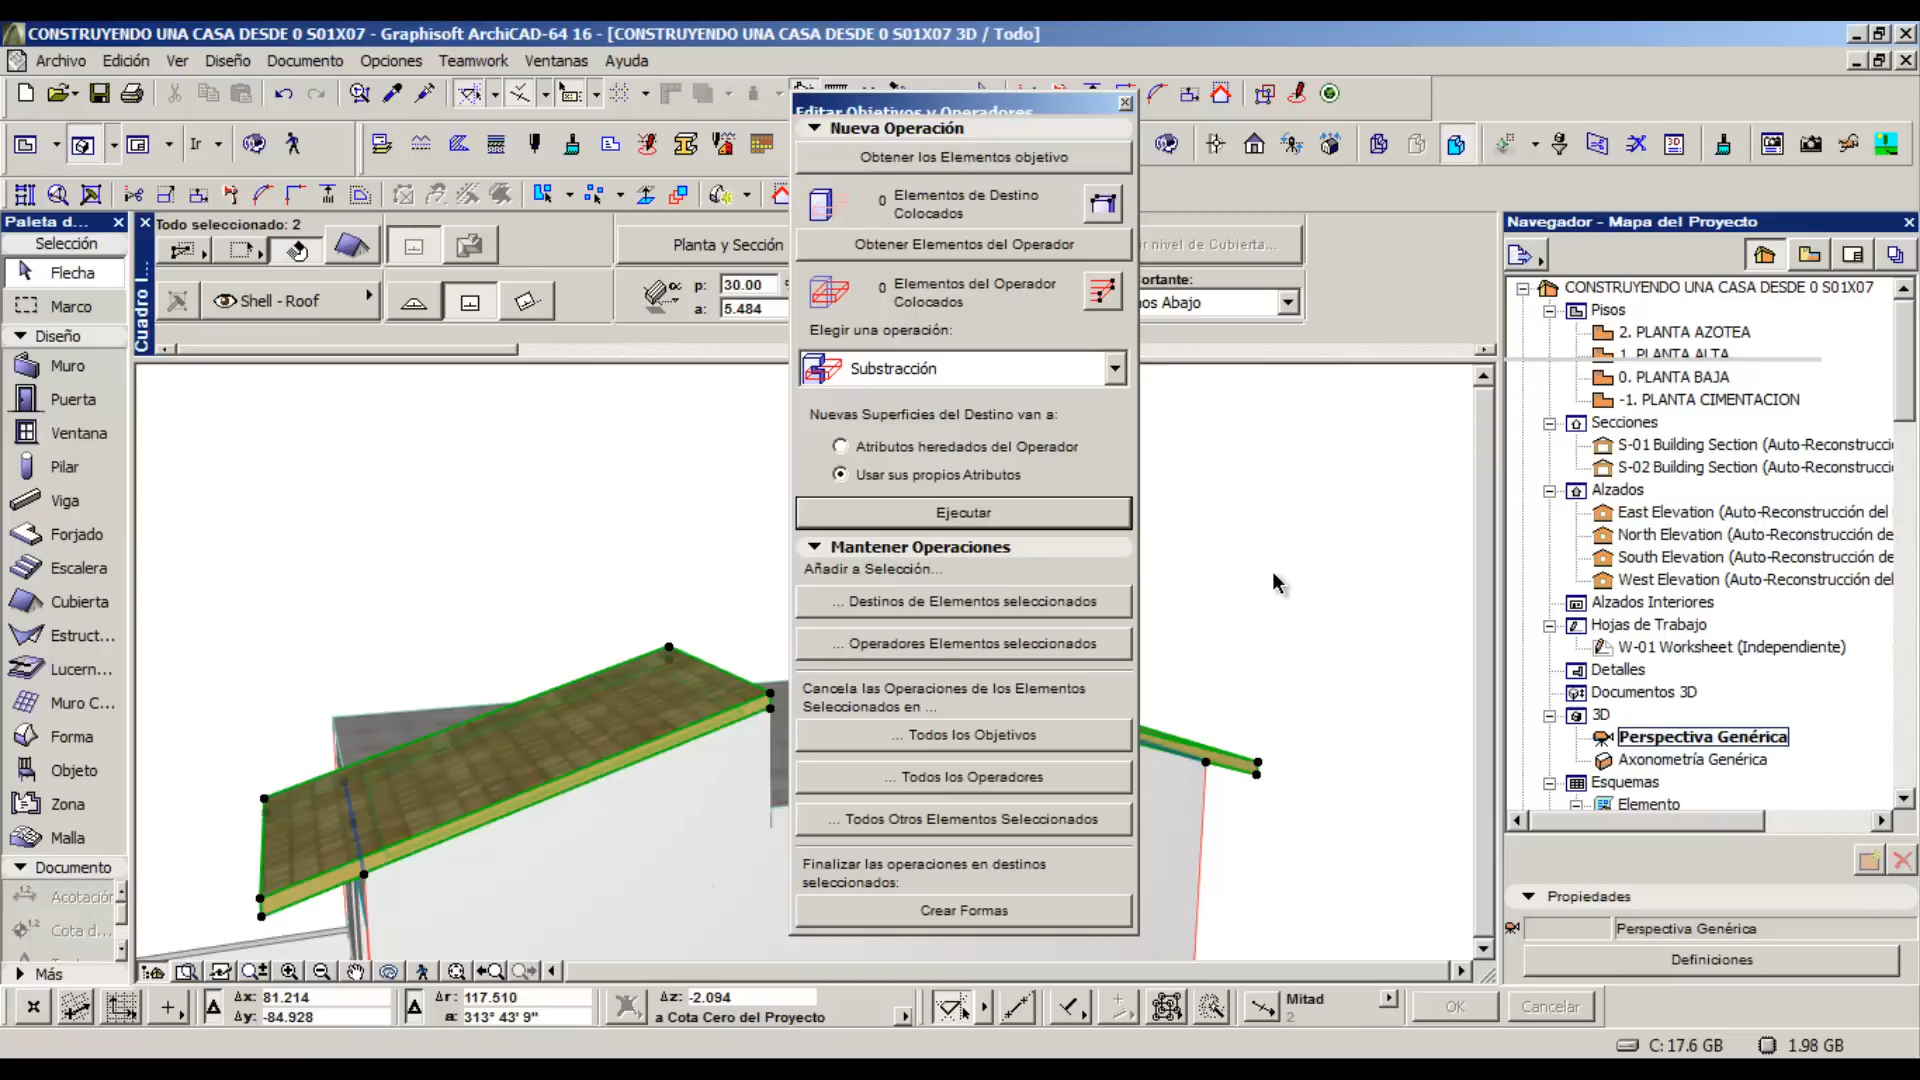 CONSTRUYENDO UNA CASA DESDE 0 S01X07 - Graphisoft ArchiCAD-64 16 - [CONSTRUYENDO UNA CASA DESDE 0 S01X07 3D / Todo]
Archivo Edición Ver Diseño Documento Opciones Teamwork Ventanas Ayuda
Editar Objetivos y Operadores
Nueva Operación
Obtener los Elementos objetivo
0 Elementos de Destino
Colocados
Obtener Elementos del Operador
0 Elementos del Operador
Colocados
Elegir una operación:
Substracción
Nuevas Superficies del Destino van a:
Atributos heredados del Operador
Usar sus propios Atributos
Ejecutar
Mantener Operaciones
Añadir a Selección...
... Destinos de Elementos seleccionados
... Operadores Elementos seleccionados
Cancela las Operaciones de los Elementos
Seleccionados en ...
... Todos los Objetivos
... Todos los Operadores
... Todos Otros Elementos Seleccionados
Finalizar las operaciones en destinos
seleccionados:
Crear Formas
Ir
Paleta d...
Selección
Flecha
Marco
Diseño
Muro
Puerta
Ventana
Pilar
Viga
Forjado
Escalera
Cubierta
Estruct...
Lucern...
Muro C...
Forma
Objeto
Zona
Malla
Documento
Acotación
Cota d...
Más
Cuadro I...
Todo seleccionado: 2
Shell - Roof
Planta y Sección
α: p: 30.00
a: 5.484
ir nivel de Cubierta...
ortante:
os Abajo
Navegador - Mapa del Proyecto
CONSTRUYENDO UNA CASA DESDE 0 S01X07
Pisos
2. PLANTA AZOTEA
1. PLANTA ALTA
0. PLANTA BAJA
-1. PLANTA CIMENTACION
Secciones
S-01 Building Section (Auto-Reconstrucci
S-02 Building Section (Auto-Reconstrucci
Alzados
East Elevation (Auto-Reconstrucción del
North Elevation (Auto-Reconstrucción de
South Elevation (Auto-Reconstrucción de
West Elevation (Auto-Reconstrucción del
Alzados Interiores
Hojas de Trabajo
W-01 Worksheet (Independiente)
Detalles
Documentos 3D
3D
Perspectiva Genérica
Axonometría Genérica
Esquemas
Elemento
Propiedades
Perspectiva Genérica
Definiciones
Δx: 81.214
Δy: -84.928
Δr: 117.510
a: 313° 43' 9"
Δz: -2.094
a Cota Cero del Proyecto
Mitad
2
OK
Cancelar
C: 17.6 GB
1.98 GB